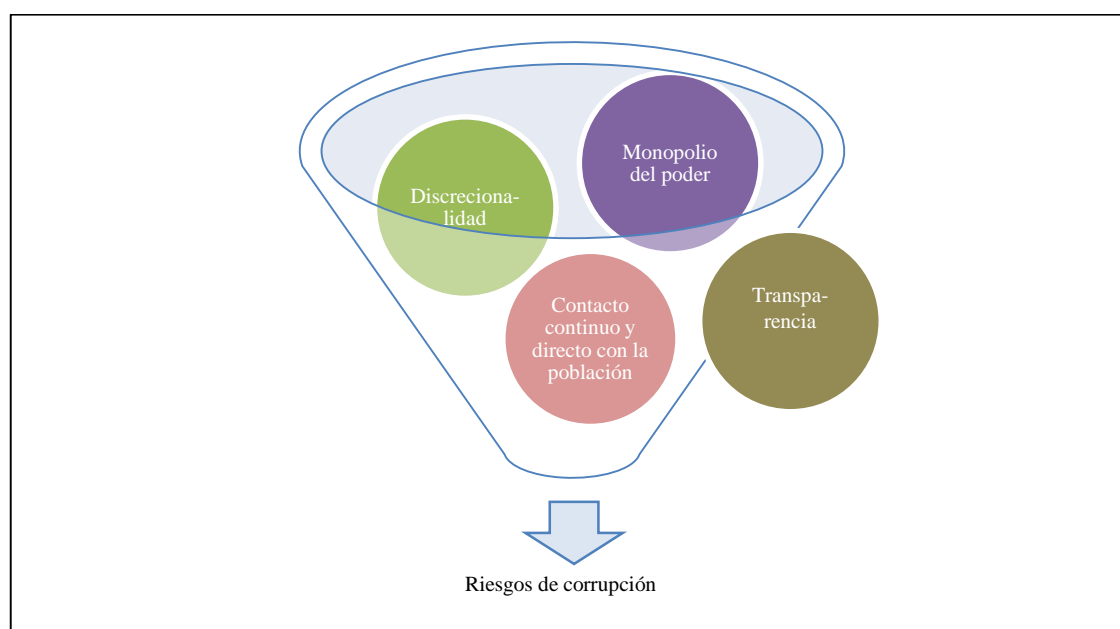 Monopolio
del poder
Discreciona-
lidad
Contacto
continuo y
directo con la
población
Transpa-
rencia
Riesgos de corrupción